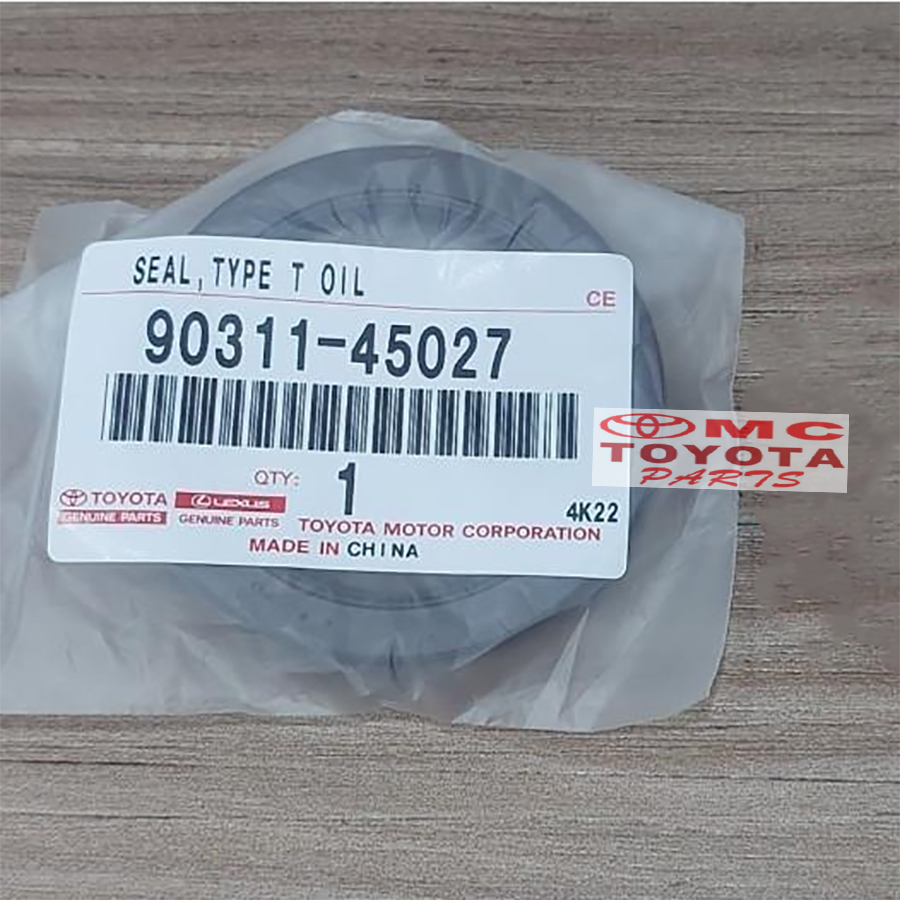 SEAL, TYPE T OIL
CE
90311-45027
QTY: 1
TOYOTA
GENUINE PARTS
LEXUS
GENUINE PARTS
4K22
TOYOTA MOTOR CORPORATION
MADE IN CHINA
MC
TOYOTA
PARTS